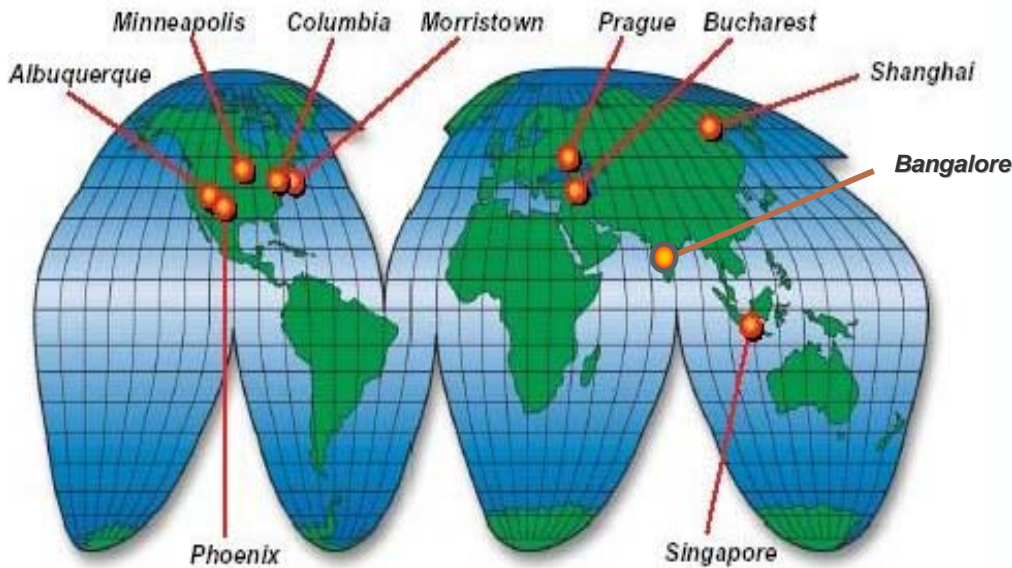 Minneapolis
Columbia
Morristown
Prague
Bucharest
Albuquerque
Shanghai
Bangalore
Phoenix
Singapore